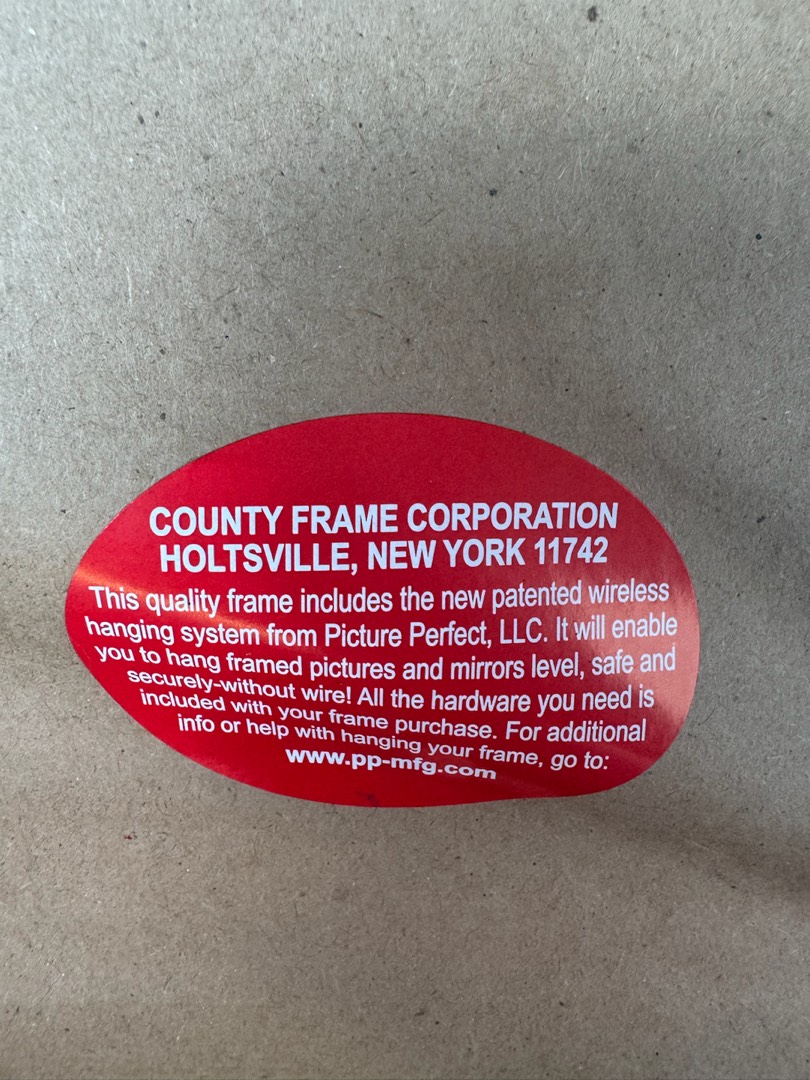 COUNTY FRAME CORPORATION
HOLTSVILLE, NEW YORK 11742
This quality frame includes the new patented wireless
hanging system from Picture Perfect, LLC. It will enable
you to hang framed pictures and mirrors level, safe and
securely-without wire! All the hardware you need is
included with your frame purchase. For additional
info or help with hanging your frame, go to:
www.pp-mfg.com